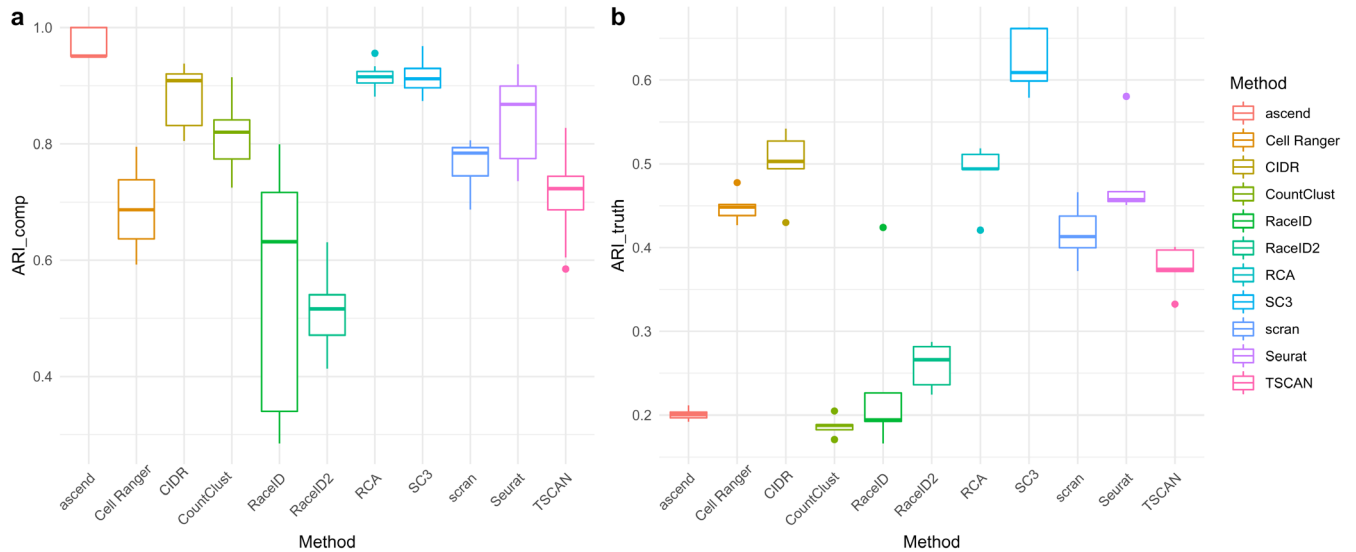 a
ARI_comp
1.0
0.8
0.6
0.4
ascend
Cell Ranger
CIDR
CountClust
RaceID
RaceID2
RCA
SC3
scran
Seurat
TSCAN
Method
b
ARI_truth
0.6
0.5
0.4
0.3
0.2
ascend
Cell Ranger
CIDR
CountClust
RaceID
RaceID2
RCA
SC3
scran
Seurat
TSCAN
Method
Method
ascend
Cell Ranger
CIDR
CountClust
RaceID
RaceID2
RCA
SC3
scran
Seurat
TSCAN